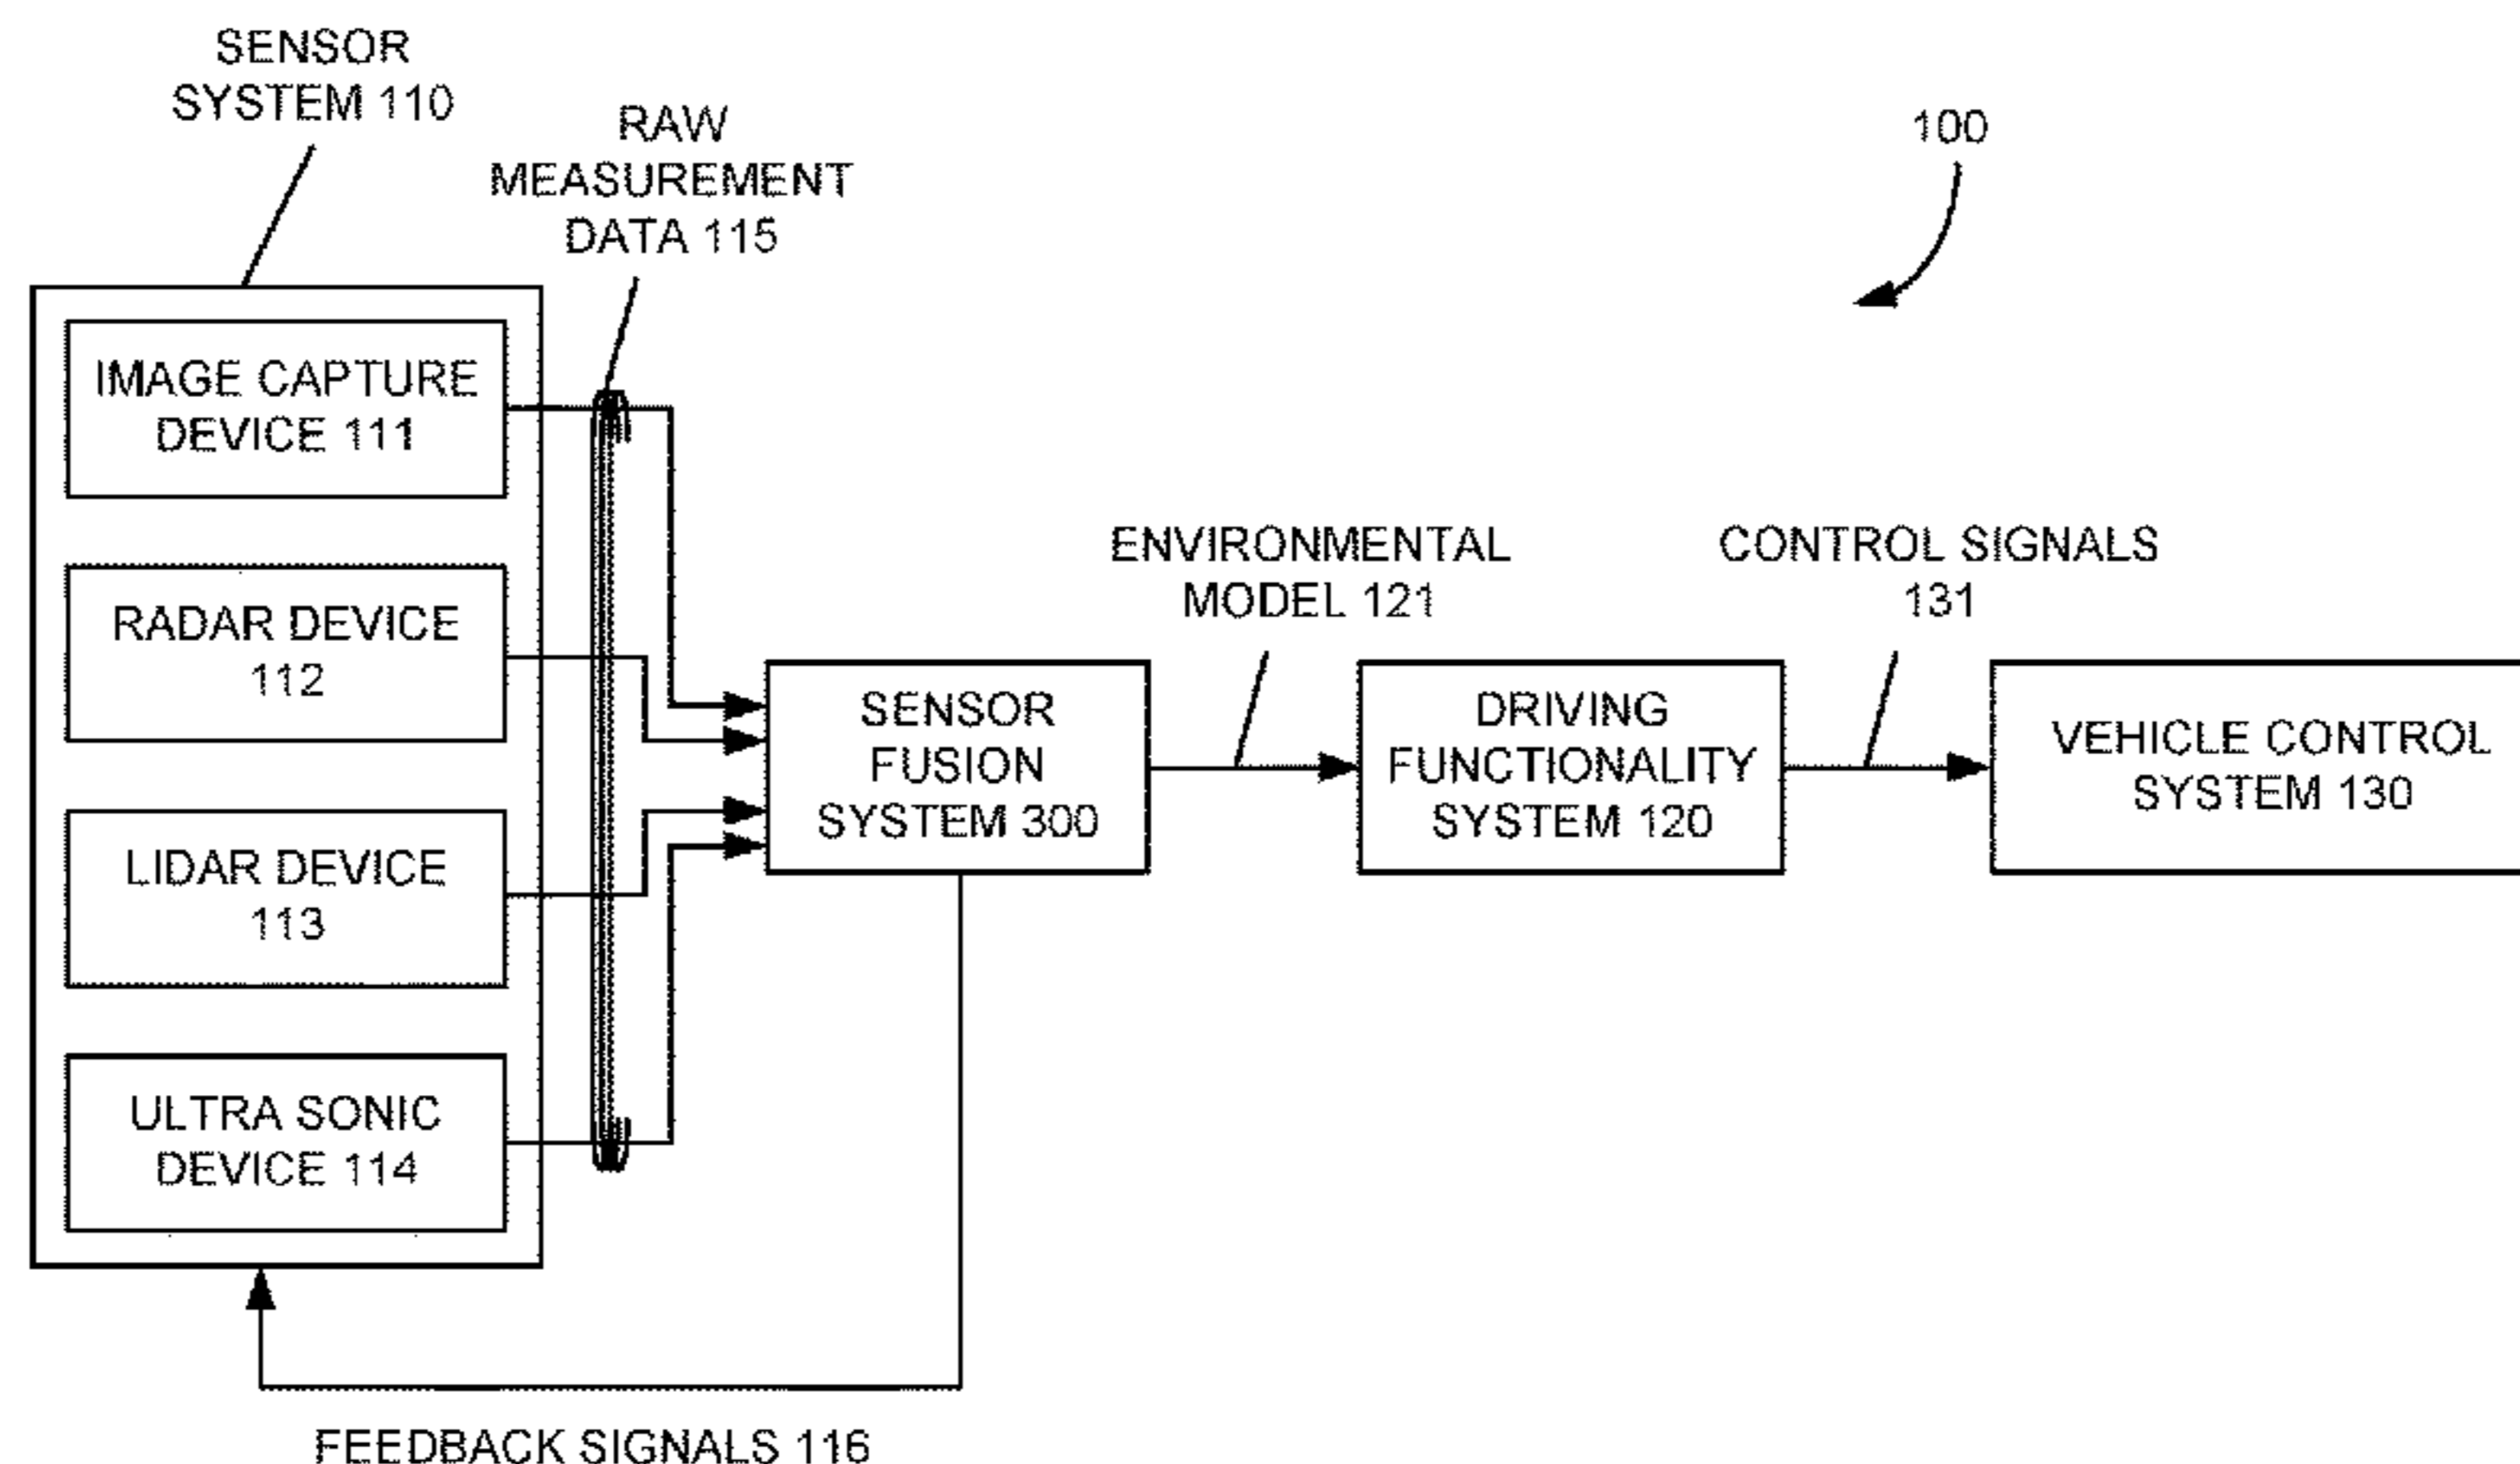 SENSOR
SYSTEM 110
RAW
MEASUREMENT
DATA 115
100
IMAGE CAPTURE
DEVICE 111
RADAR DEVICE
112
LIDAR DEVICE
113
ULTRA SONIC
DEVICE 114
SENSOR
FUSION
SYSTEM 300
ENVIRONMENTAL
MODEL 121
DRIVING
FUNCTIONALITY
SYSTEM 120
CONTROL SIGNALS
131
VEHICLE CONTROL
SYSTEM 130
FEEDBACK SIGNALS 116